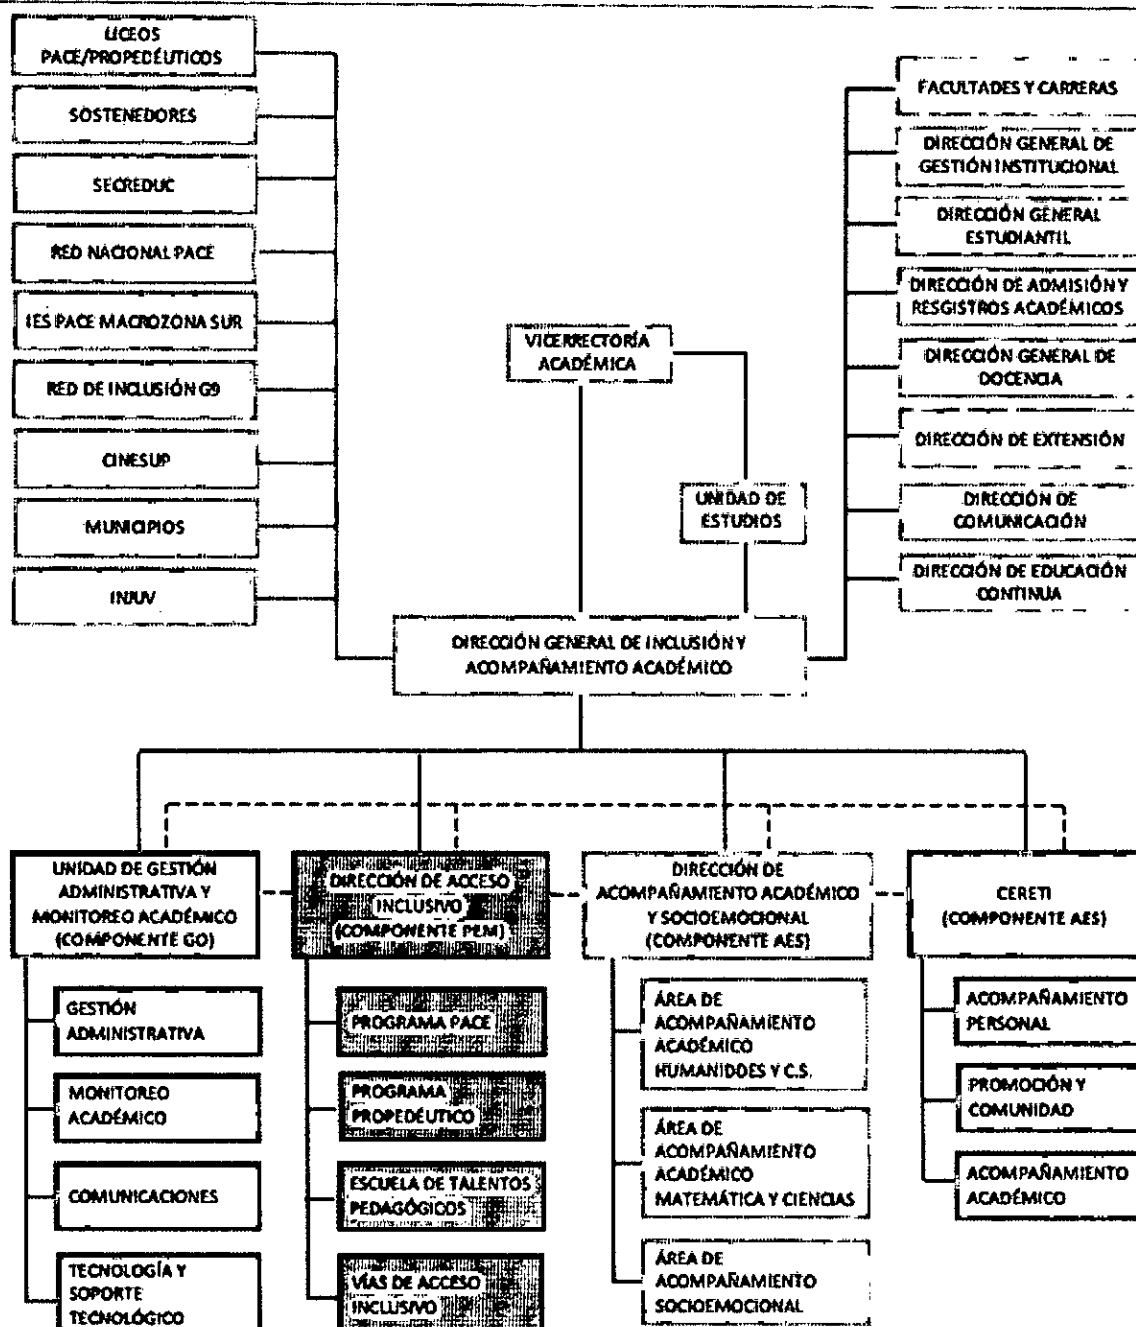 LICEOS
PACE/PROPEDÉUTICOS
SOSTENEDORES
SECREDUC
RED NACIONAL PACE
IES PACE MACROZONA SUR
RED DE INCLUSIÓN G9
CINESUP
MUNICIPIOS
INJUV
VICERRECTORÍA
ACADÉMICA
UNIDAD DE
ESTUDIOS
FACULTADES Y CARRERAS
DIRECCIÓN GENERAL DE
GESTIÓN INSTITUCIONAL
DIRECCIÓN GENERAL
ESTUDIANTIL
DIRECCIÓN DE ADMISIÓN Y
RESGISTROS ACADÉMICOS
DIRECCIÓN GENERAL DE
DOCENCIA
DIRECCIÓN DE EXTENSIÓN
DIRECCIÓN DE
COMUNICACIÓN
DIRECCIÓN DE EDUCACIÓN
CONTINUA
DIRECCIÓN GENERAL DE INCLUSIÓN Y
ACOMPAÑAMIENTO ACADÉMICO
UNIDAD DE GESTIÓN
ADMINISTRATIVA Y
MONITOREO ACADÉMICO
(COMPONENTE GO)
GESTIÓN
ADMINISTRATIVA
MONITOREO
ACADÉMICO
COMUNICACIONES
TECNOLOGÍA Y
SOPORTE
TECNOLÓGICO
DIRECCIÓN DE ACCESO
INCLUSIVO
(COMPONENTE PEM)
PROGRAMA PACE
PROGRAMA
PROPEDÉUTICO
ESCUELA DE TALENTOS
PEDAGÓGICOS
VÍAS DE ACCESO
INCLUSIVO
DIRECCIÓN DE
ACOMPAÑAMIENTO ACADÉMICO
Y SOCIOEMOCIONAL
(COMPONENTE AES)
ÁREA DE
ACOMPAÑAMIENTO
ACADÉMICO
HUMANIDDES Y C.S.
ÁREA DE
ACOMPAÑAMIENTO
ACADÉMICO
MATEMÁTICA Y CIENCIAS
ÁREA DE
ACOMPAÑAMIENTO
SOCIOEMOCIONAL
CERETI
(COMPONENTE AES)
ACOMPAÑAMIENTO
PERSONAL
PROMOCIÓN Y
COMUNIDAD
ACOMPAÑAMIENTO
ACADÉMICO